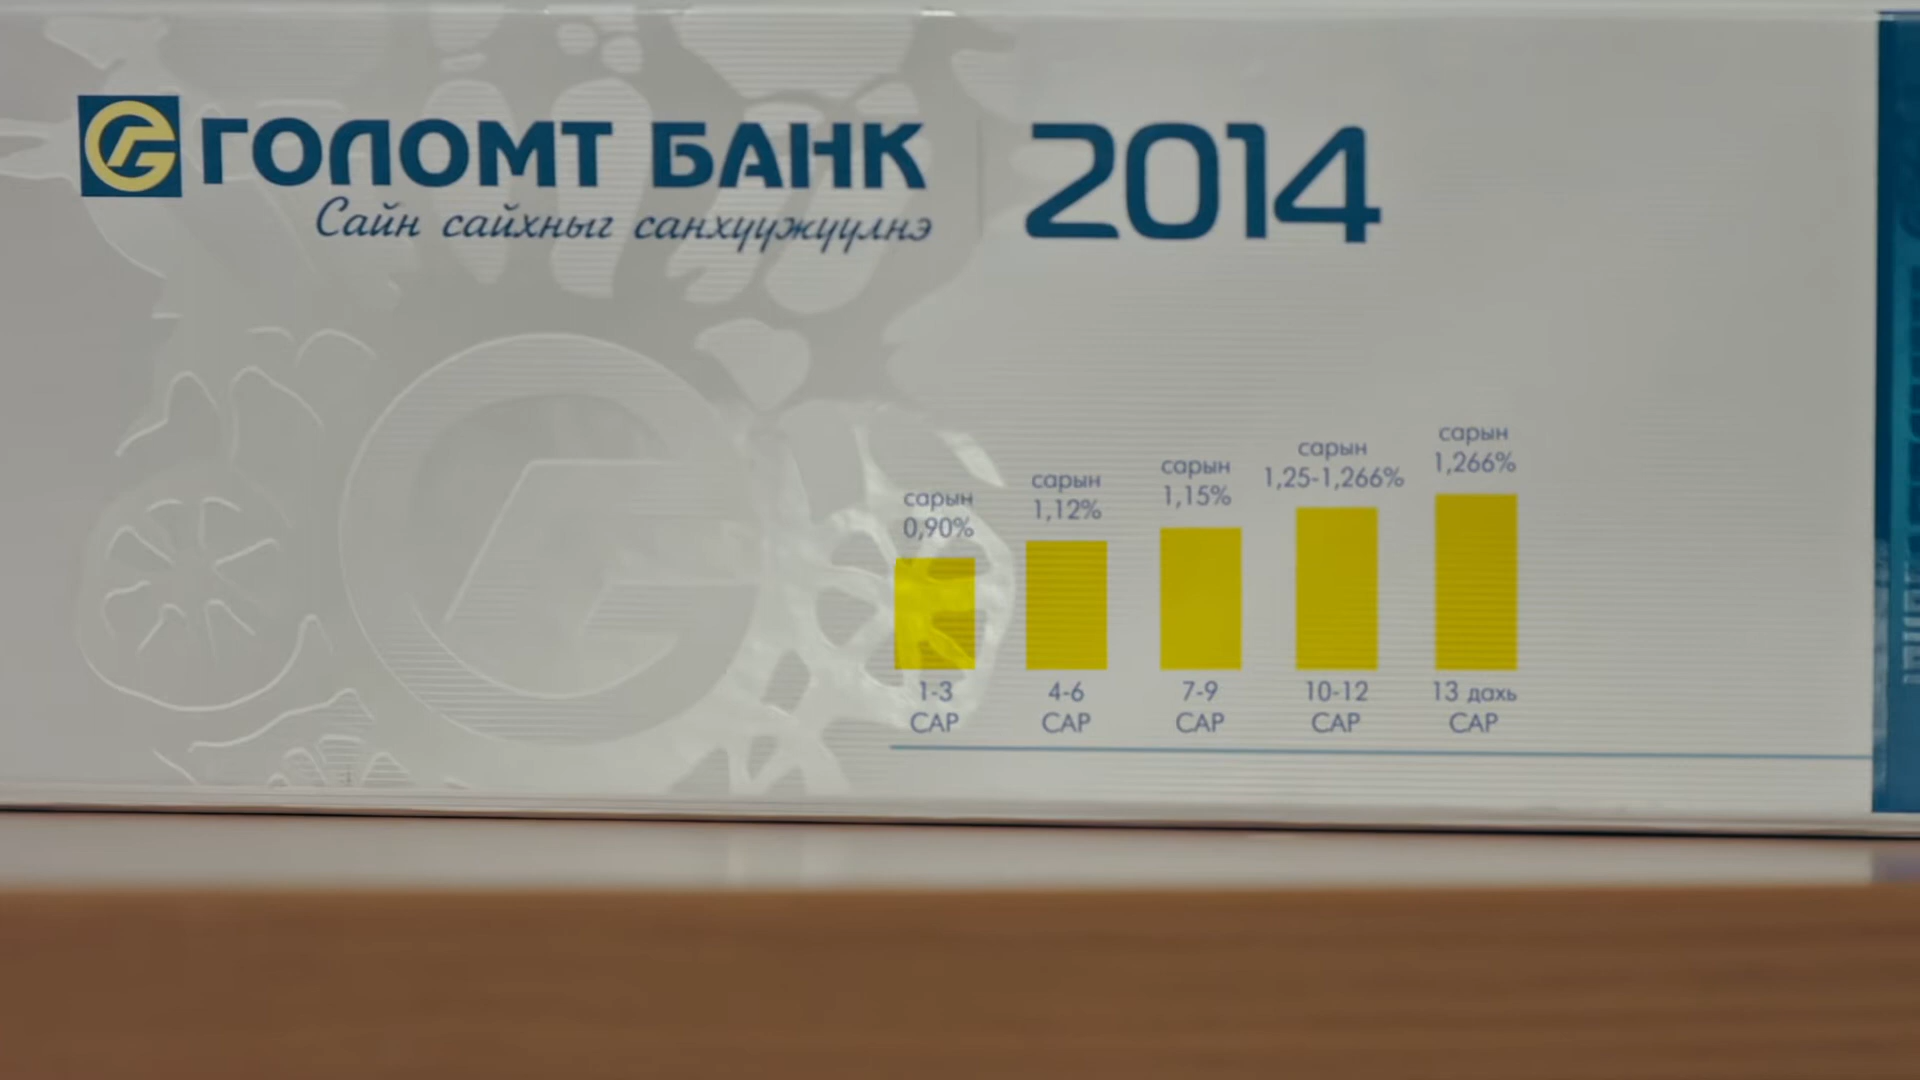 ГОЛОМТ БАНК
Сайн сайхныг санхүүжүүлнэ
2014
сарын
0,90%
сарын
1,12%
сарын
1,15%
сарын
1,25-1,266%
сарын
1,266%
1-3
САР
4-6
САР
7-9
САР
10-12
САР
13 дахь
САР